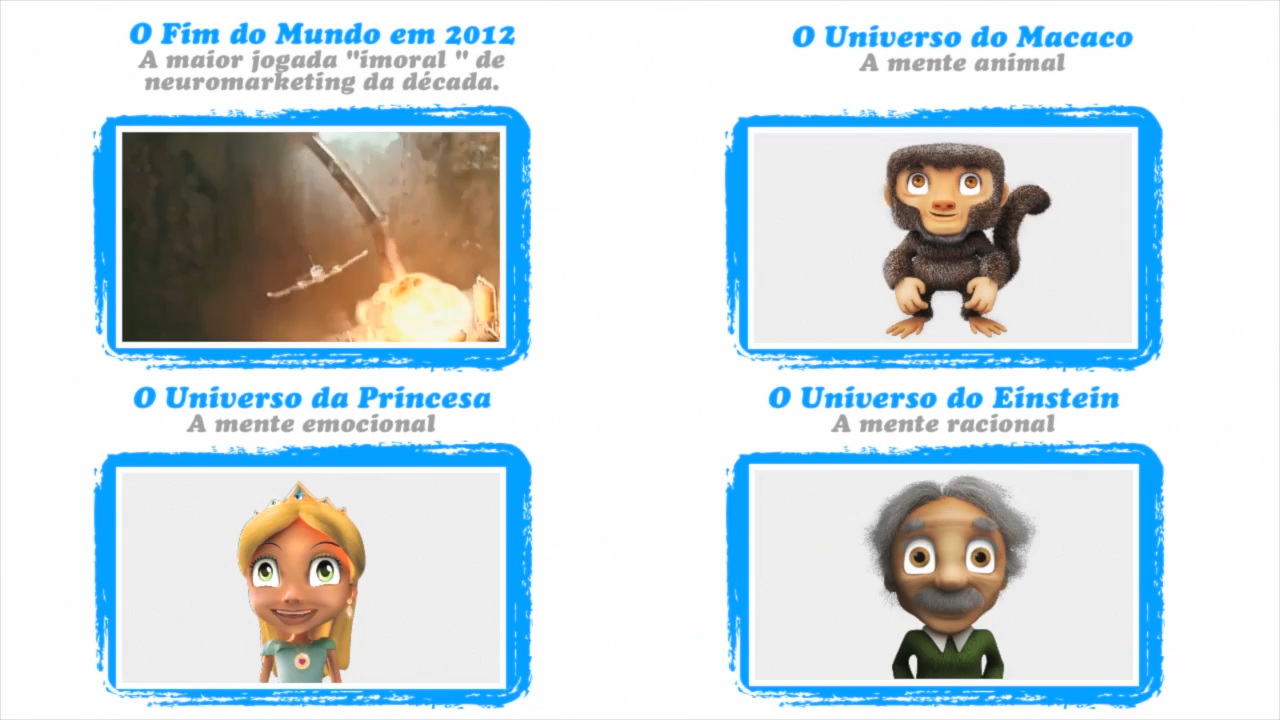 O Fim do Mundo em 2012
A maior jogada "imoral " de
neuromarketing da década.
O Universo do Macaco
A mente animal
O Universo da Princesa
A mente emocional
O Universo do Einstein
A mente racional